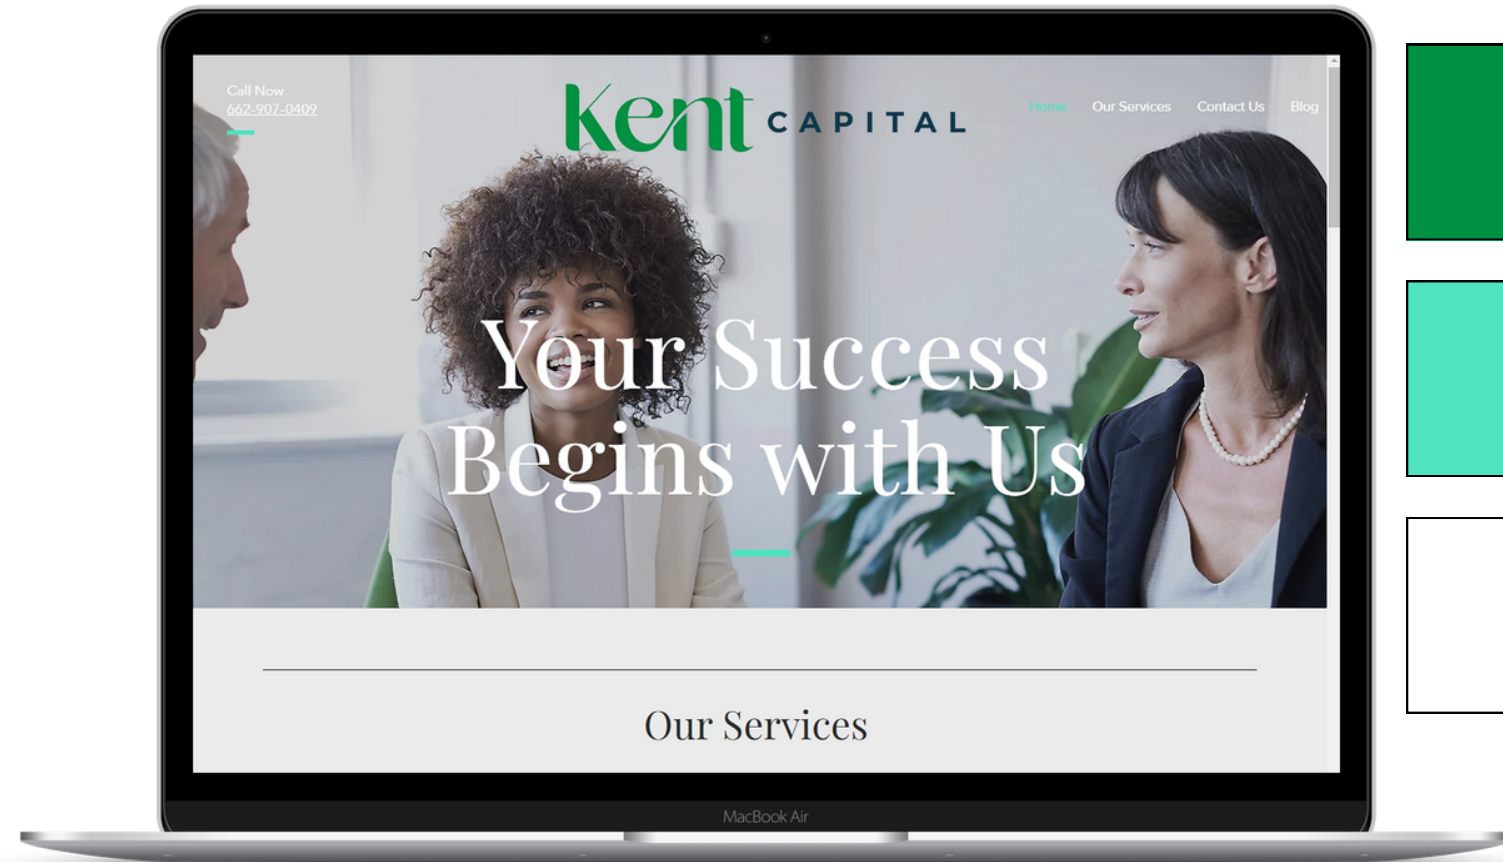 Call Now
662-907-0409
Kent CAPITAL
Home Our Services Contact Us Blog
Your Success
Begins with Us
Our Services
MacBook Air